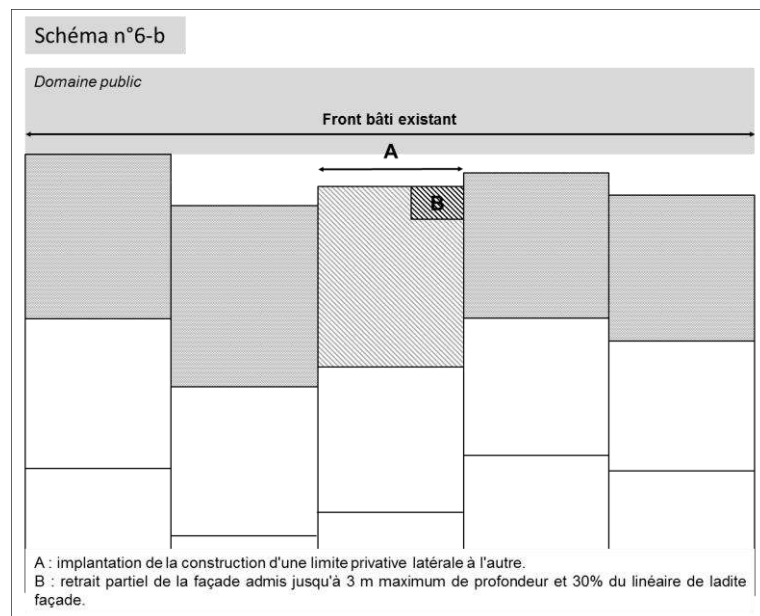 Schéma n°6-b
Domaine public
Front bâti existant
A
B
A : implantation de la construction d'une limite privative latérale à l'autre.
B : retrait partiel de la façade admis jusqu'à 3 m maximum de profondeur et 30% du linéaire de ladite
façade.